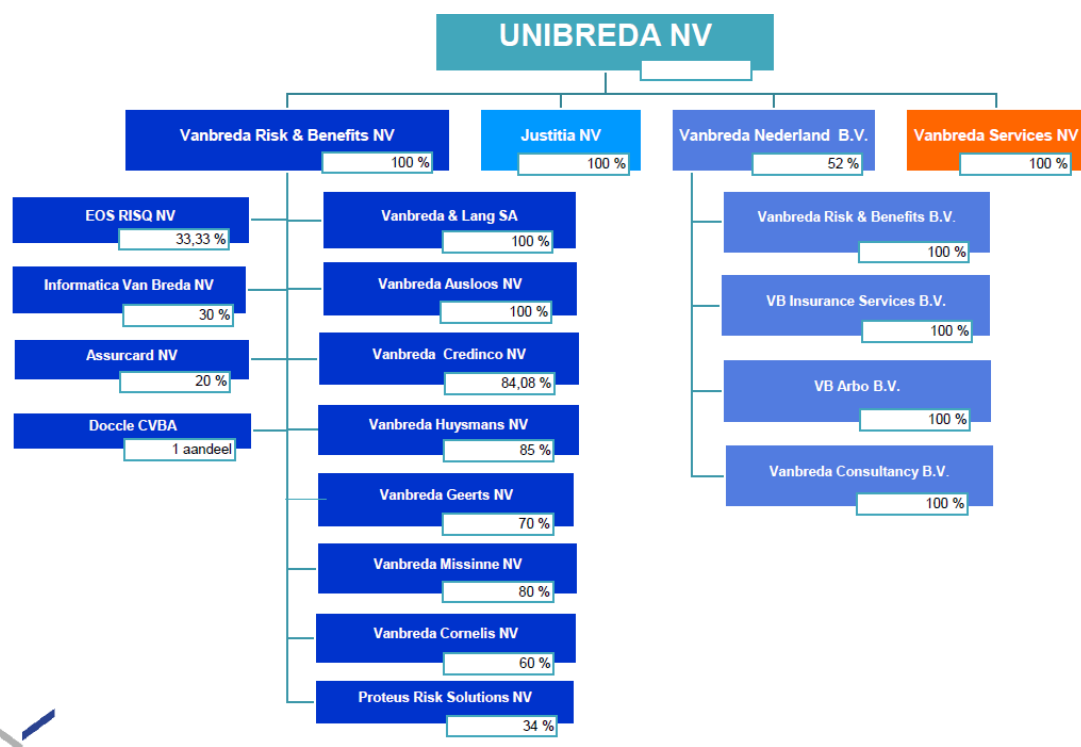 UNIBREDA NV
Vanbreda Risk & Benefits NV
100 %
Justitia NV
100 %
Vanbreda Nederland B.V.
52 %
Vanbreda Services NV
100 %
EOS RISQ NV
33,33 %
Informatica Van Breda NV
30 %
Assurcard NV
20 %
Doccle CVBA
1 aandeel
Vanbreda & Lang SA
100 %
Vanbreda Ausloos NV
100 %
Vanbreda Credinco NV
84,08 %
Vanbreda Huysmans NV
85 %
Vanbreda Geerts NV
70 %
Vanbreda Missinne NV
80 %
Vanbreda Cornelis NV
60 %
Proteus Risk Solutions NV
34 %
Vanbreda Risk & Benefits B.V.
100 %
VB Insurance Services B.V.
100 %
VB Arbo B.V.
100 %
Vanbreda Consultancy B.V.
100 %